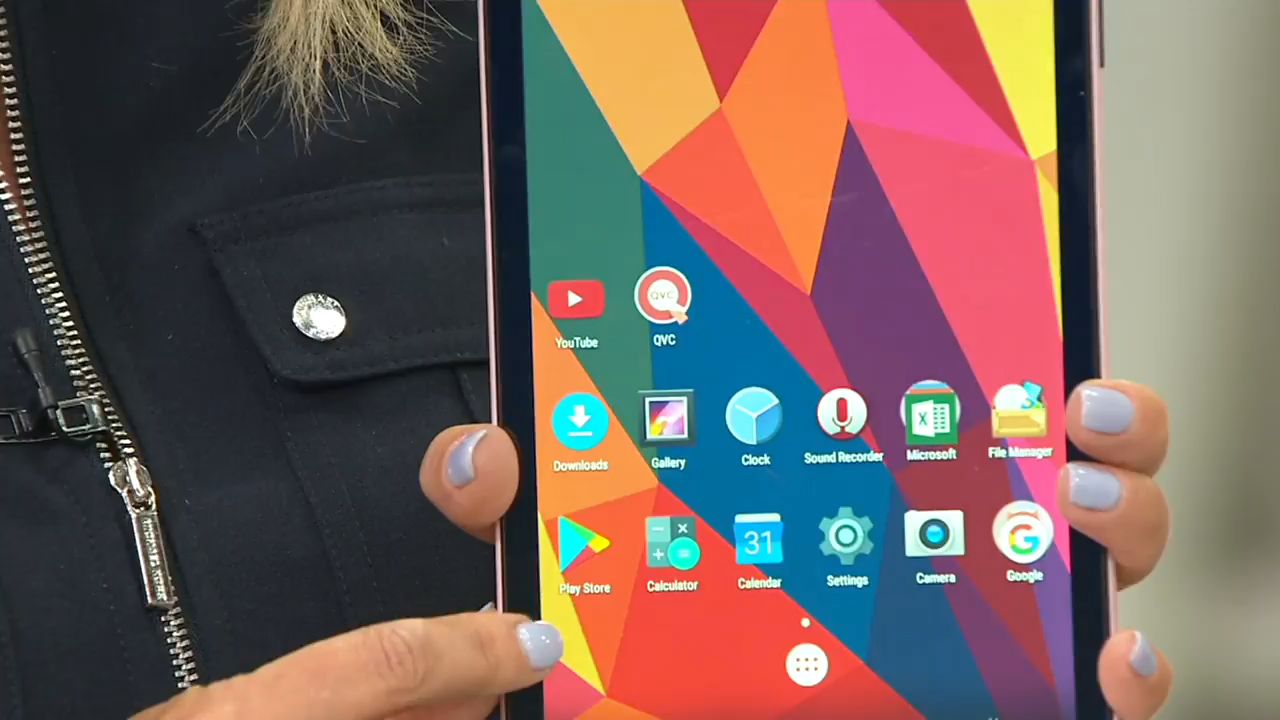 QVC
YouTube
QVC
Downloads
Gallery
Clock
Sound Recorder
Microsoft
File Manager
31
Play Store
Calculator
Calendar
Settings
Camera
Google